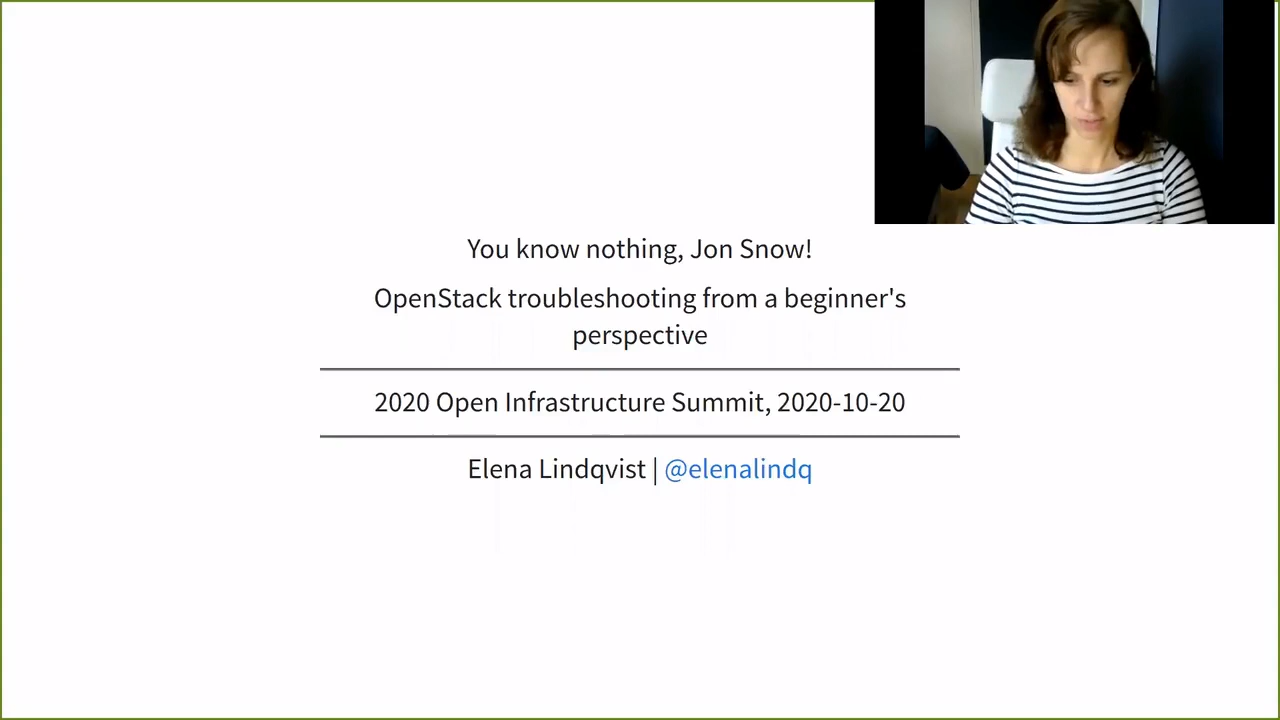 You know nothing, Jon Snow!
OpenStack troubleshooting from a beginner's
perspective
2020 Open Infrastructure Summit, 2020-10-20
Elena Lindqvist | @elenalindq